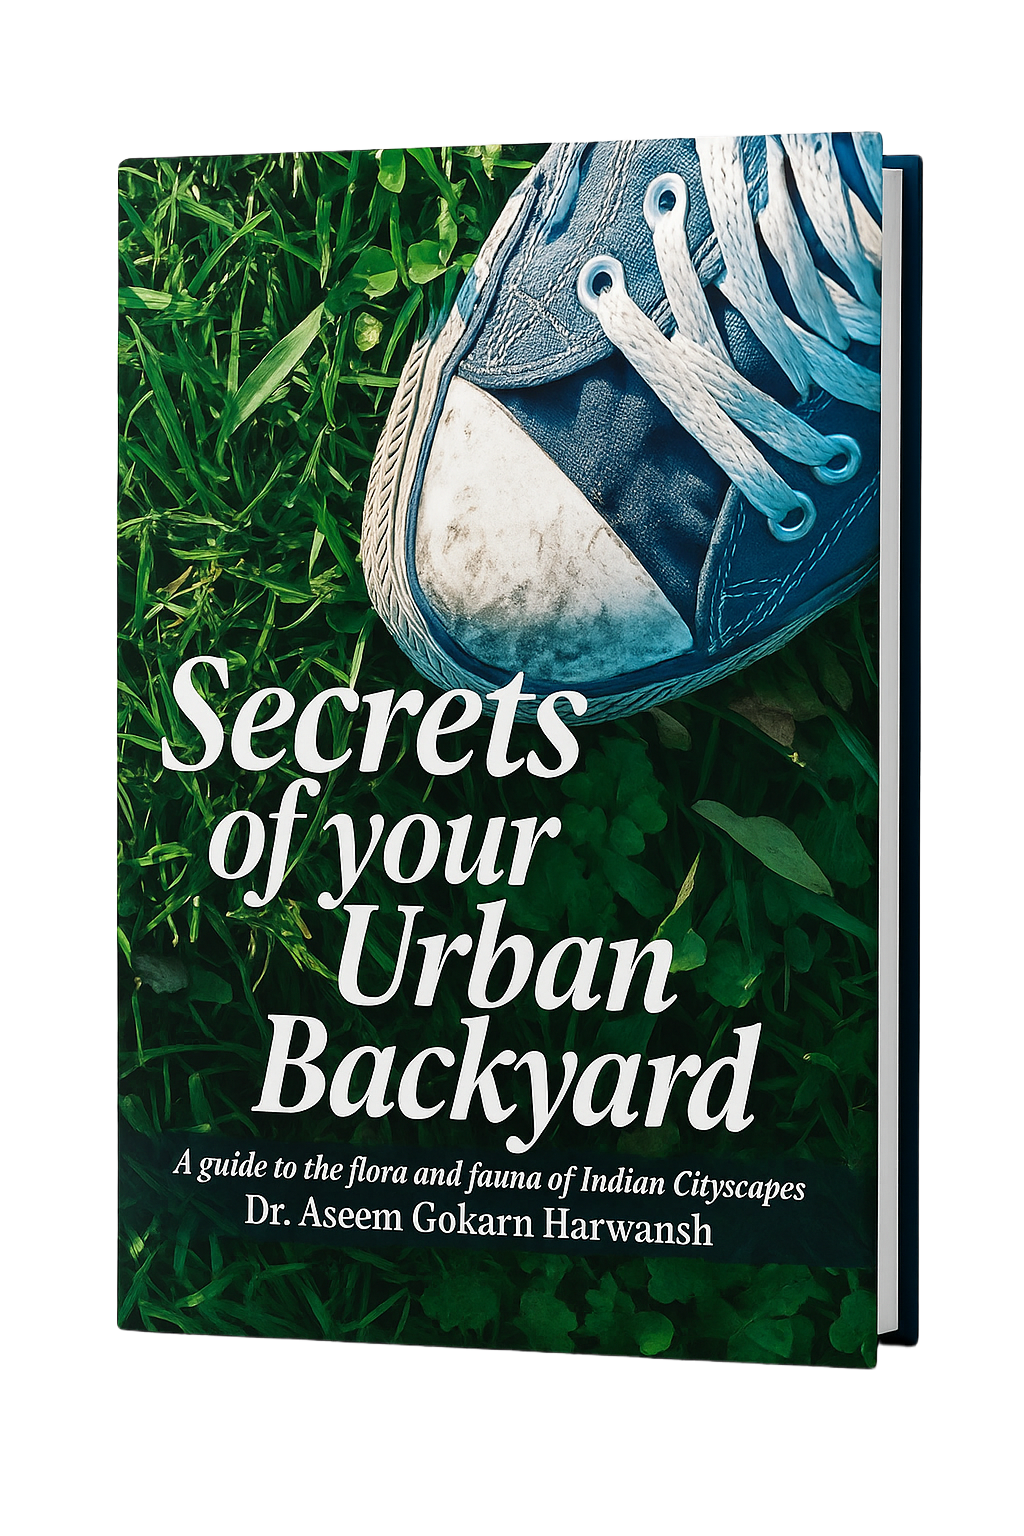 Secrets
of your
Urban
Backyard
A guide to the flora and fauna of Indian Cityscapes
Dr. Aseem Gokarn Harwansh